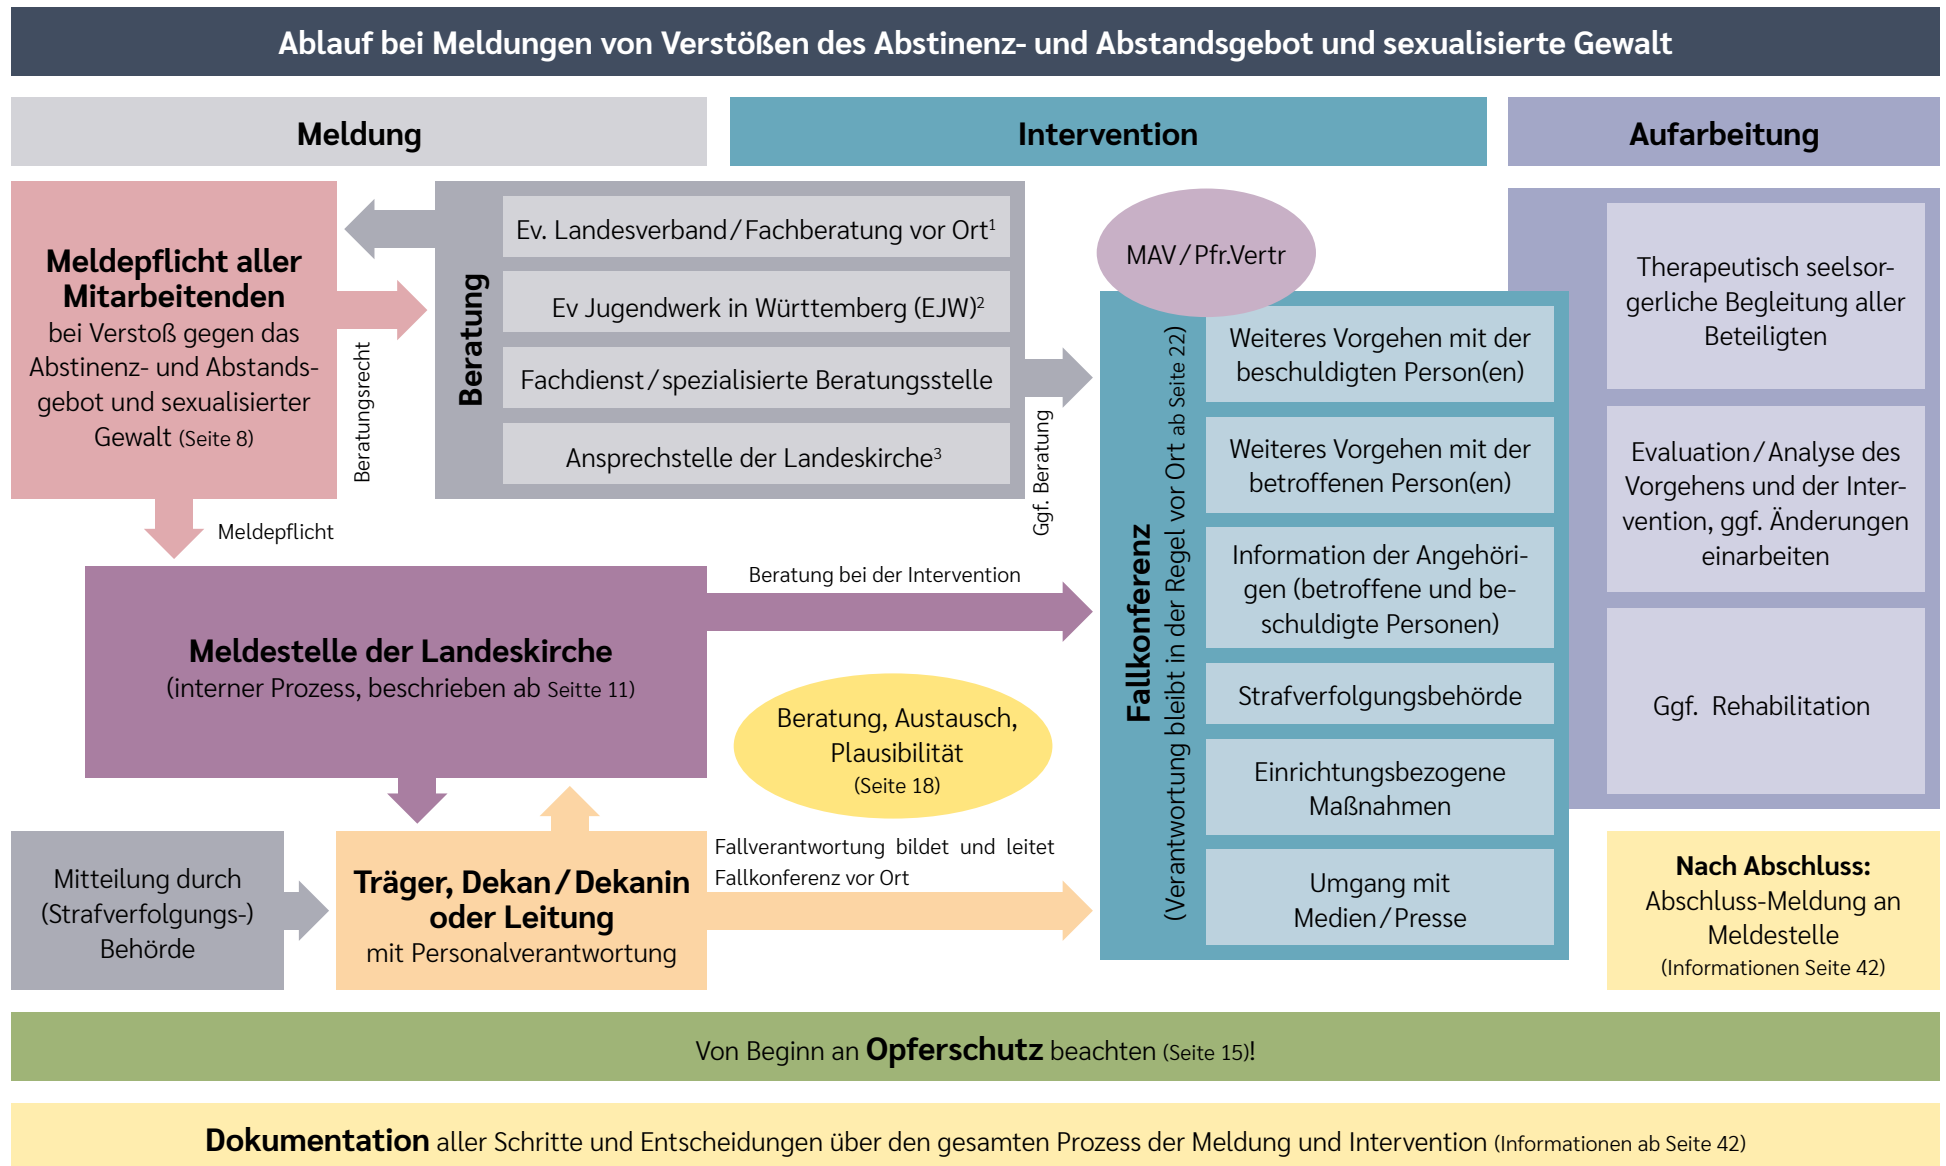 Ablauf bei Meldungen von Verstößen des Abstinenz- und Abstandsgebot und sexualisierte Gewalt
Meldung
Intervention
Aufarbeitung
Meldepflicht aller
Mitarbeitenden
bei Verstoß gegen das
Abstinenz- und Abstands-
gebot und sexualisierter
Gewalt (Seite 8)
Beratungsrecht
Meldepflicht
Beratung
Ev. Landesverband/Fachberatung vor Ort¹
Ev Jugendwerk in Württemberg (EJW)²
Fachdienst/spezialisierte Beratungsstelle
Ansprechstelle der Landeskirche³
Ggf. Beratung
Meldestelle der Landeskirche
(interner Prozess, beschrieben ab Seitte 11)
Beratung bei der Intervention
Beratung, Austausch,
Plausibilität
(Seite 18)
Mitteilung durch
(Strafverfolgungs-)
Behörde
Träger, Dekan/Dekanin
oder Leitung
mit Personalverantwortung
Fallverantwortung bildet und leitet
Fallkonferenz vor Ort
MAV/Pfr.Vertr
Fallkonferenz
(Verantwortung bleibt in der Regel vor Ort ab Seite 22)
Weiteres Vorgehen mit der
beschuldigten Person(en)
Weiteres Vorgehen mit der
betroffenen Person(en)
Information der Angehöri-
gen (betroffene und be-
schuldigte Personen)
Strafverfolgungsbehörde
Einrichtungsbezogene
Maßnahmen
Umgang mit
Medien/Presse
Therapeutisch seelsor-
gerliche Begleitung aller
Beteiligten
Evaluation/Analyse des
Vorgehens und der Inter-
vention, ggf. Änderungen
einarbeiten
Ggf. Rehabilitation
Nach Abschluss:
Abschluss-Meldung an
Meldestelle
(Informationen Seite 42)
Von Beginn an Opferschutz beachten (Seite 15)!
Dokumentation aller Schritte und Entscheidungen über den gesamten Prozess der Meldung und Intervention (Informationen ab Seite 42)